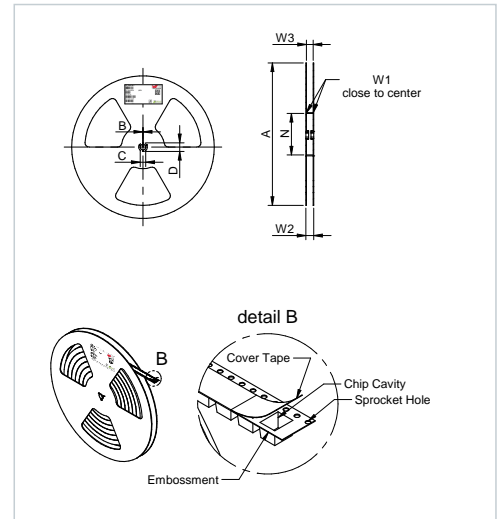 W3
W1
close to center
B
A
N
C
D
W2
detail B
B
Cover Tape
Chip Cavity
Sprocket Hole
Embossment